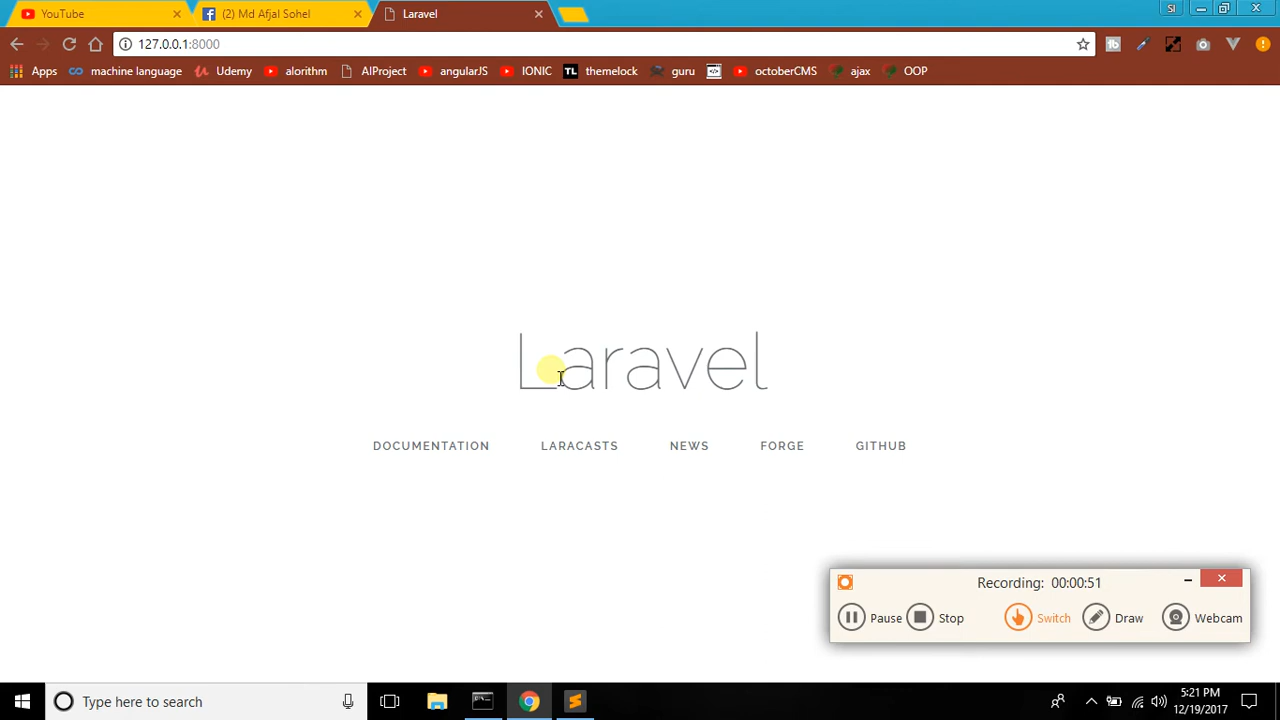 YouTube
(2) Md Afjal Sohel
Laravel
SI
127.0.0.1:8000
Apps
machine language
Udemy
alorithm
AIProject
angularJS
IONIC
TL
themelock
guru
octoberCMS
ajax
OOP
Laravel
DOCUMENTATION
LARACASTS
NEWS
FORGE
GITHUB
Recording: 00:00:51
Pause
Stop
Switch
Draw
Webcam
Type here to search
5:21 PM
12/19/2017